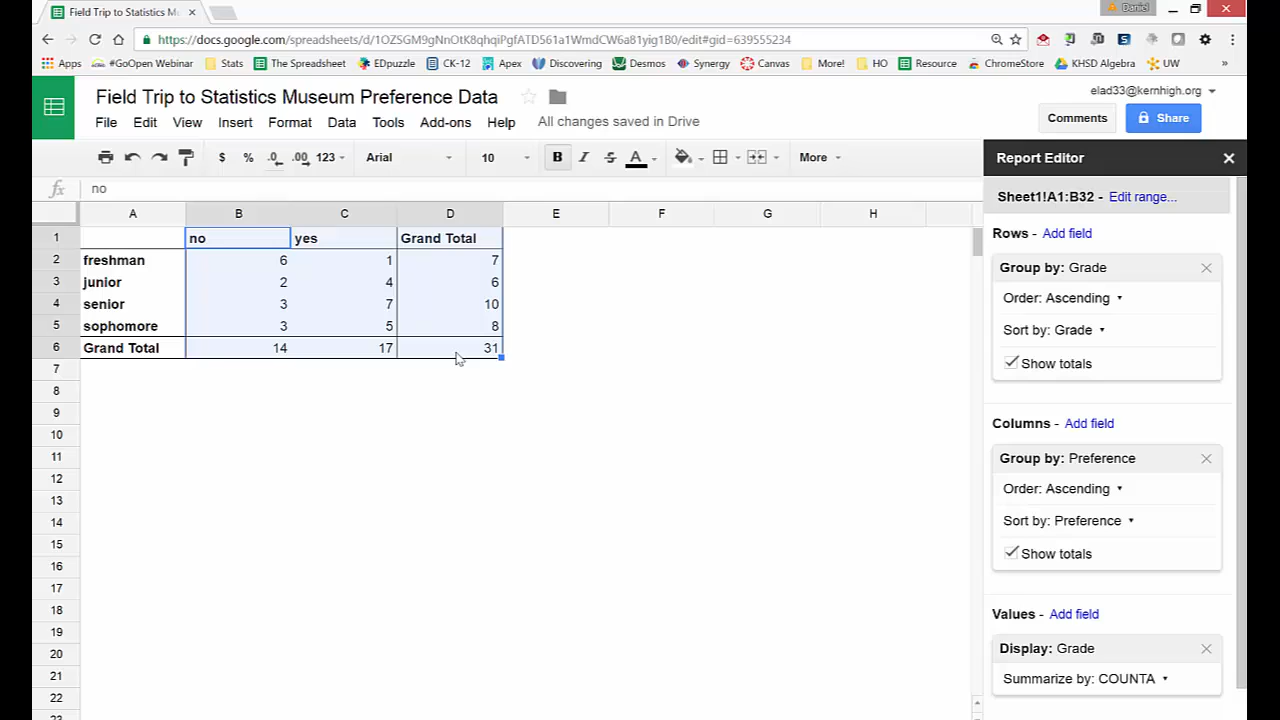 Field Trip to Statistics Mu
Daniel
https://docs.google.com/spreadsheets/d/1OZSGM9gNnOtK8qhqiPgfATD561a1WmdCW6a81yig1B0/edit#gid=639555234
Apps #GoOpen Webinar Stats The Spreadsheet EDpuzzle CK-12 Apex Discovering Desmos Synergy Canvas More! HO Resource ChromeStore KHSD Algebra UW »
Field Trip to Statistics Museum Preference Data
elad33@kernhigh.org
File Edit View Insert Format Data Tools Add-ons Help All changes saved in Drive
Comments Share
$ % .0 .00 123 Arial 10 B I S A More
Report Editor
fx no
Sheet1!A1:B32 - Edit range...
A B C D E F G H
Rows - Add field
1 no yes Grand Total
2 freshman 6 1 7
Group by: Grade
3 junior 2 4 6
Order: Ascending
4 senior 3 7 10
5 sophomore 3 5 8
Sort by: Grade
6 Grand Total 14 17 31
Show totals
7
8
9
Columns - Add field
10
11
Group by: Preference
12
Order: Ascending
13
14
Sort by: Preference
15
Show totals
16
17
18
Values - Add field
19
20
Display: Grade
21
Summarize by: COUNTA
22
23